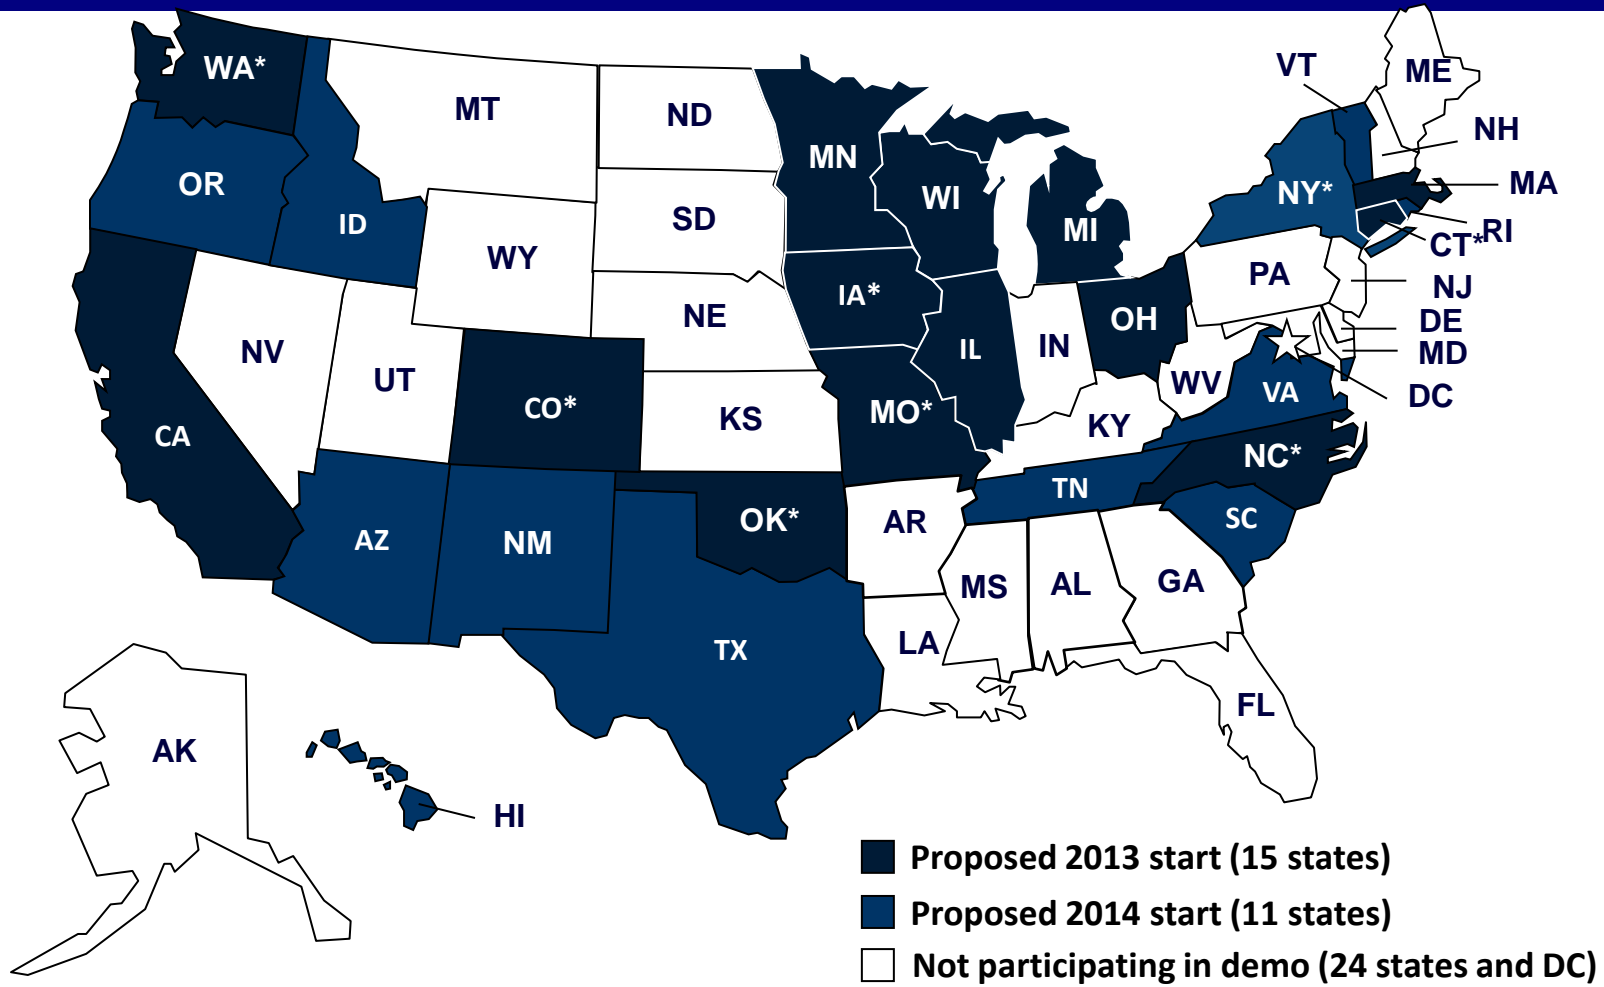 WA*
VT
ME
MT
ND
NH
MN
OR
MA
NY*
WI
ID
SD
MI
RI
CT*
WY
PA
NJ
IA*
NE
OH
DE
NV
IL
IN
MD
UT
WV
VA
DC
CO*
MO*
KS
KY
CA
NC*
TN
OK*
AR
SC
AZ
NM
MS
AL
GA
LA
TX
FL
AK
HI
Proposed 2013 start (15 states)
Proposed 2014 start (11 states)
Not participating in demo (24 states and DC)